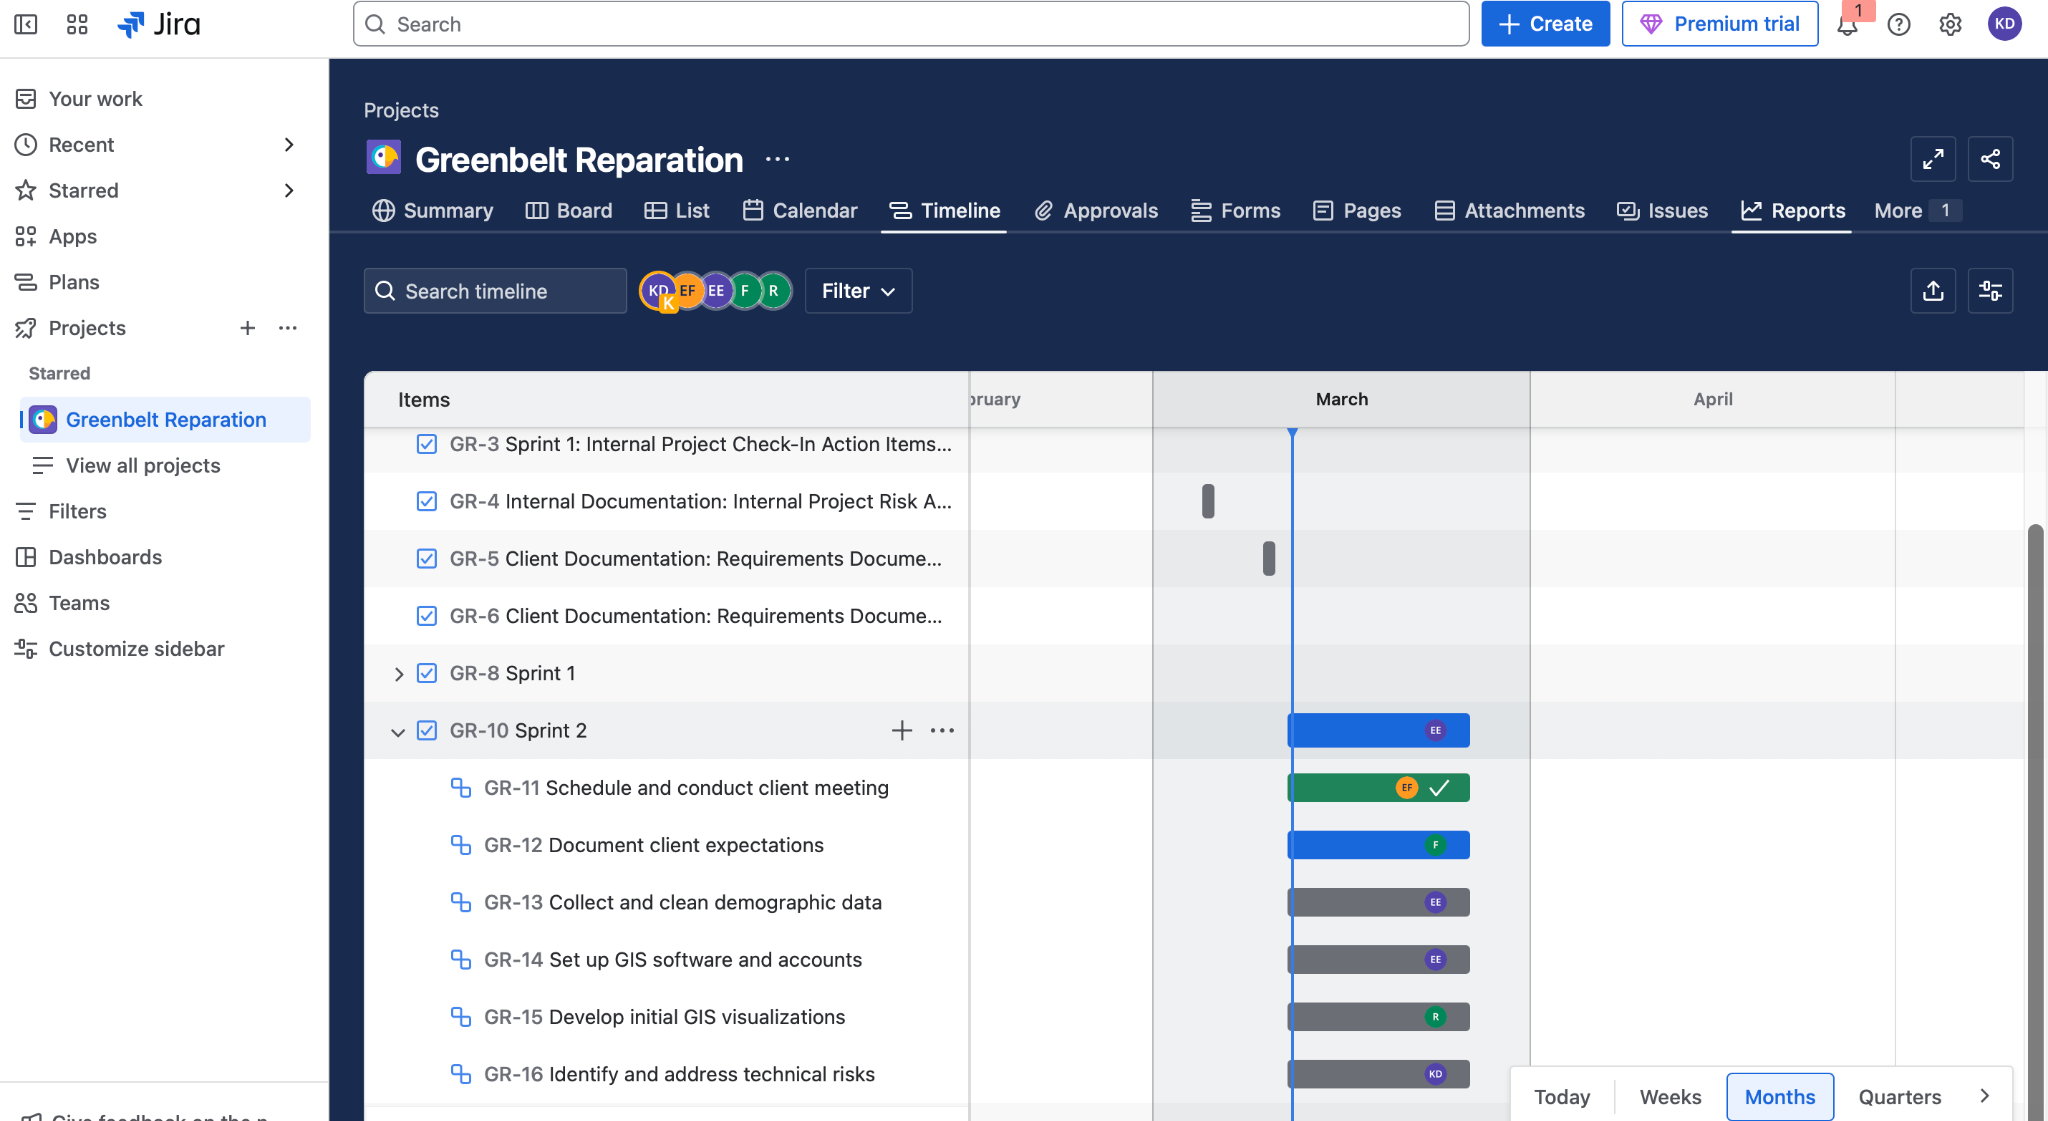 Jira
Search
Create
Premium trial
1
KD
Your work
Recent
Starred
Apps
Plans
Projects
Starred
Greenbelt Reparation
View all projects
Filters
Dashboards
Teams
Customize sidebar
Projects
Greenbelt Reparation
Summary
Board
List
Calendar
Timeline
Approvals
Forms
Pages
Attachments
Issues
Reports
More 1
Search timeline
KD K EF EE F R
Filter
Items
bruary March April
GR-3 Sprint 1: Internal Project Check-In Action Items...
GR-4 Internal Documentation: Internal Project Risk A...
GR-5 Client Documentation: Requirements Docume...
GR-6 Client Documentation: Requirements Docume...
GR-8 Sprint 1
GR-10 Sprint 2
EE
GR-11 Schedule and conduct client meeting
EF
GR-12 Document client expectations
F
GR-13 Collect and clean demographic data
EE
GR-14 Set up GIS software and accounts
EE
GR-15 Develop initial GIS visualizations
R
GR-16 Identify and address technical risks
KD
Today Weeks Months Quarters